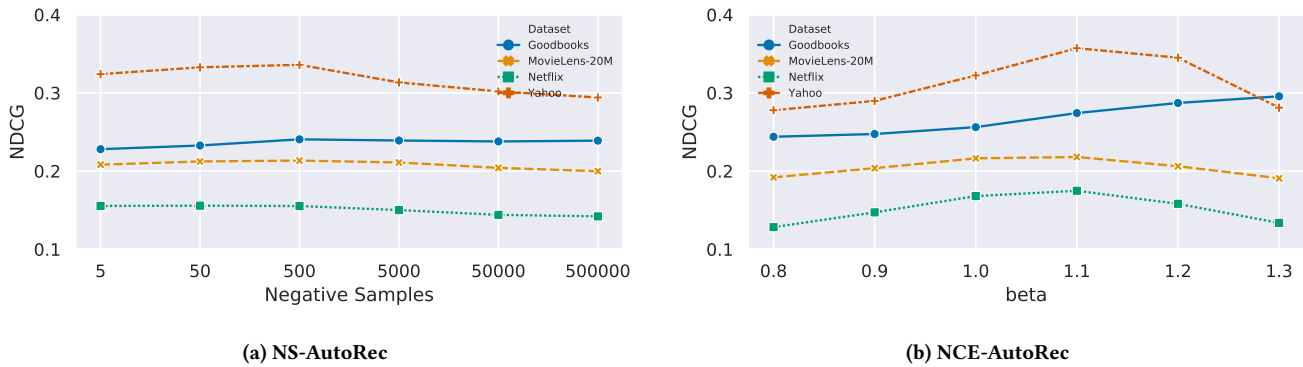 0.4
0.3
0.2
0.1
NDCG
Dataset
Goodbooks
MovieLens-20M
Netflix
Yahoo
5 50 500 5000 50000 500000
Negative Samples
(a) NS-AutoRec
0.4
0.3
0.2
0.1
NDCG
Dataset
Goodbooks
MovieLens-20M
Netflix
Yahoo
0.8 0.9 1.0 1.1 1.2 1.3
beta
(b) NCE-AutoRec